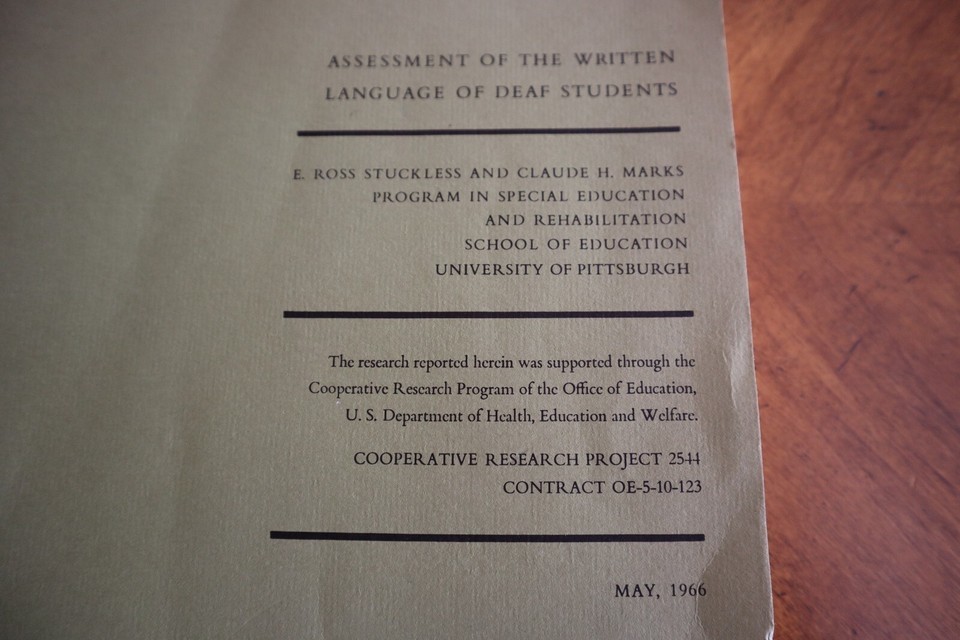 ASSESSMENT OF THE WRITTEN
LANGUAGE OF DEAF STUDENTS
E. ROSS STUCKLESS AND CLAUDE H. MARKS
PROGRAM IN SPECIAL EDUCATION
AND REHABILITATION
SCHOOL OF EDUCATION
UNIVERSITY OF PITTSBURGH
The research reported herein was supported through the
Cooperative Research Program of the Office of Education,
U. S. Department of Health, Education and Welfare.
COOPERATIVE RESEARCH PROJECT 2544
CONTRACT OE-5-10-123
MAY, 1966